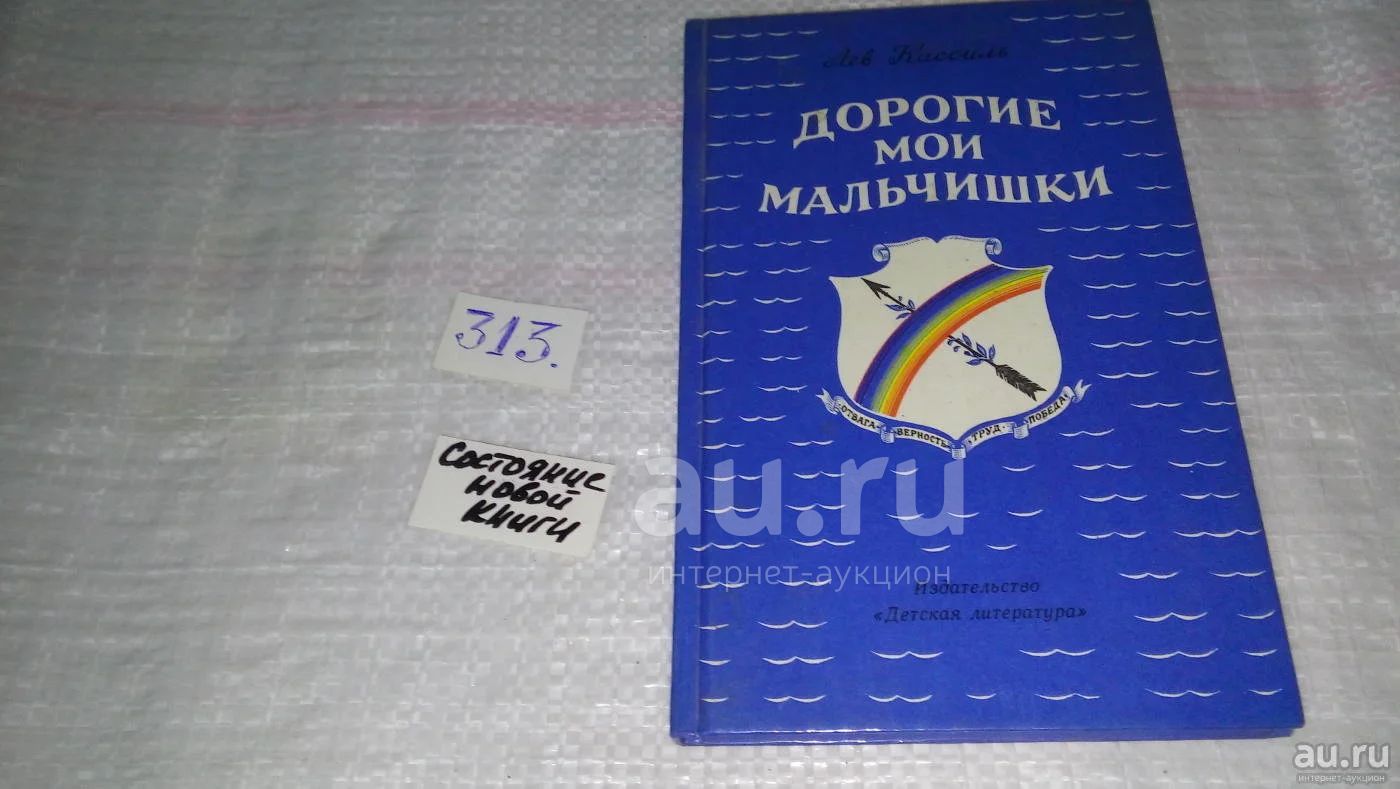 Лев Кассиль
ДОРОГИЕ
МОИ
МАЛЬЧИШКИ
ОТВАГА · ВЕРНОСТЬ · ТРУД · ПОБЕДА
Издательство
«Детская литература»
313.
Состояние
новой
книги
au.ru
интернет-аукцион
au.ru
интернет-аукцион